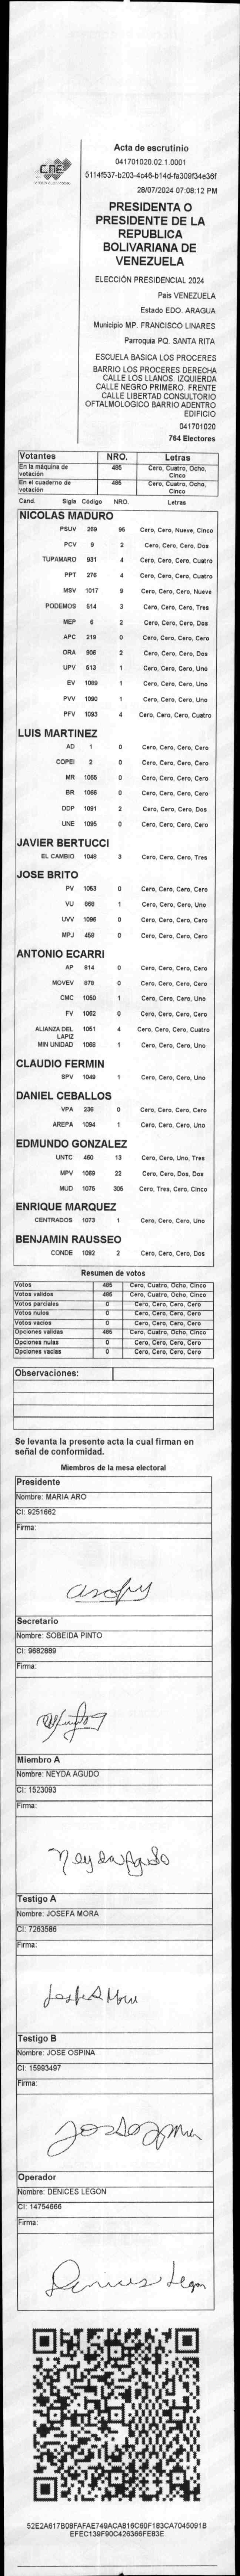 CNE
Acta de escrutinio
041701020.02.1.0001
5114f537-b203-4c46-b14d-fa309f34e36f
28/07/2024 07:08:12 PM
PRESIDENTA O
PRESIDENTE DE LA
REPUBLICA
BOLIVARIANA DE
VENEZUELA
ELECCIÓN PRESIDENCIAL 2024
Pais VENEZUELA
Estado EDO. ARAGUA
Municipio MP. FRANCISCO LINARES
Parroquia PQ. SANTA RITA
ESCUELA BASICA LOS PROCERES
BARRIO LOS PROCERES DERECHA
CALLE LOS LLANOS. IZQUIERDA
CALLE NEGRO PRIMERO. FRENTE
CALLE LIBERTAD CONSULTORIO
OFTALMOLOGICO BARRIO ADENTRO
EDIFICIO
041701020
764 Electores
Votantes NRO. Letras
En la máquina de votación 485 Cero, Cuatro, Ocho, Cinco
En el cuaderno de votación 485 Cero, Cuatro, Ocho, Cinco
Cand. Sigla Código NRO. Letras
NICOLAS MADURO
PSUV 269 95 Cero, Cero, Nueve, Cinco
PCV 9 2 Cero, Cero, Cero, Dos
TUPAMARO 931 4 Cero, Cero, Cero, Cuatro
PPT 276 4 Cero, Cero, Cero, Cuatro
MSV 1017 9 Cero, Cero, Cero, Nueve
PODEMOS 514 3 Cero, Cero, Cero, Tres
MEP 6 2 Cero, Cero, Cero, Dos
APC 219 0 Cero, Cero, Cero, Cero
ORA 906 2 Cero, Cero, Cero, Dos
UPV 513 1 Cero, Cero, Cero, Uno
EV 1089 1 Cero, Cero, Cero, Uno
PVV 1090 1 Cero, Cero, Cero, Uno
PFV 1093 4 Cero, Cero, Cero, Cuatro
LUIS MARTINEZ
AD 1 0 Cero, Cero, Cero, Cero
COPEI 2 0 Cero, Cero, Cero, Cero
MR 1065 0 Cero, Cero, Cero, Cero
BR 1066 0 Cero, Cero, Cero, Cero
DDP 1091 2 Cero, Cero, Cero, Dos
UNE 1095 0 Cero, Cero, Cero, Cero
JAVIER BERTUCCI
EL CAMBIO 1048 3 Cero, Cero, Cero, Tres
JOSE BRITO
PV 1053 0 Cero, Cero, Cero, Cero
VU 868 1 Cero, Cero, Cero, Uno
UVV 1096 0 Cero, Cero, Cero, Cero
MPJ 458 0 Cero, Cero, Cero, Cero
ANTONIO ECARRI
AP 814 0 Cero, Cero, Cero, Cero
MOVEV 878 0 Cero, Cero, Cero, Cero
CMC 1050 1 Cero, Cero, Cero, Uno
FV 1062 0 Cero, Cero, Cero, Cero
ALIANZA DEL LAPIZ 1051 4 Cero, Cero, Cero, Cuatro
MIN UNIDAD 1068 1 Cero, Cero, Cero, Uno
CLAUDIO FERMIN
SPV 1049 1 Cero, Cero, Cero, Uno
DANIEL CEBALLOS
VPA 236 0 Cero, Cero, Cero, Cero
AREPA 1094 1 Cero, Cero, Cero, Uno
EDMUNDO GONZALEZ
UNTC 460 13 Cero, Cero, Uno, Tres
MPV 1069 22 Cero, Cero, Dos, Dos
MUD 1075 305 Cero, Tres, Cero, Cinco
ENRIQUE MARQUEZ
CENTRADOS 1073 1 Cero, Cero, Cero, Uno
BENJAMIN RAUSSEO
CONDE 1092 2 Cero, Cero, Cero, Dos
Resumen de votos
Votos 485 Cero, Cuatro, Ocho, Cinco
Votos validos 485 Cero, Cuatro, Ocho, Cinco
Votos parciales 0 Cero, Cero, Cero, Cero
Votos nulos 0 Cero, Cero, Cero, Cero
Votos vacios 0 Cero, Cero, Cero, Cero
Opciones validas 485 Cero, Cuatro, Ocho, Cinco
Opciones nulas 0 Cero, Cero, Cero, Cero
Opciones vacias 0 Cero, Cero, Cero, Cero
Observaciones:
Se levanta la presente acta la cual firman en
señal de conformidad.
Miembros de la mesa electoral
Presidente
Nombre: MARIA ARO
CI: 9251662
Firma:
Secretario
Nombre: SOBEIDA PINTO
CI: 9682889
Firma:
Miembro A
Nombre: NEYDA AGUDO
CI: 1523093
Firma:
Neyda Agudo
Testigo A
Nombre: JOSEFA MORA
CI: 7263586
Firma:
Josefa Mora
Testigo B
Nombre: JOSE OSPINA
CI: 15993497
Firma:
Operador
Nombre: DENICES LEGON
CI: 14754666
Firma:
Denices Legon
52E2A617B08FAFAE749ACA816C60F183CA7045091B
EFEC139F90C426366FE83E